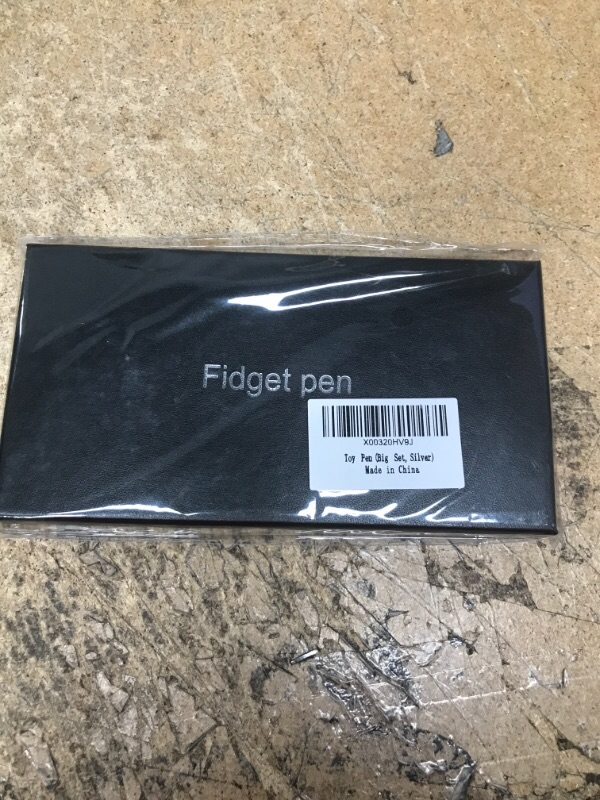 Fidget pen
X00320HV9J
Toy Pen(Big Set, Silver)
Made in China